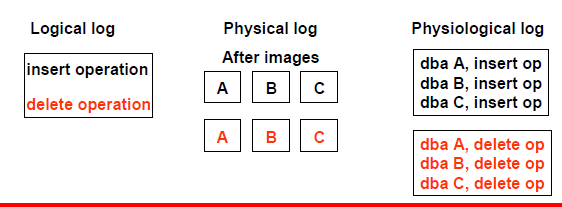 Logical log
insert operation
delete operation
Physical log
After images
A B C
A B C
Physiological log
dba A, insert op
dba B, insert op
dba C, insert op
dba A, delete op
dba B, delete op
dba C, delete op